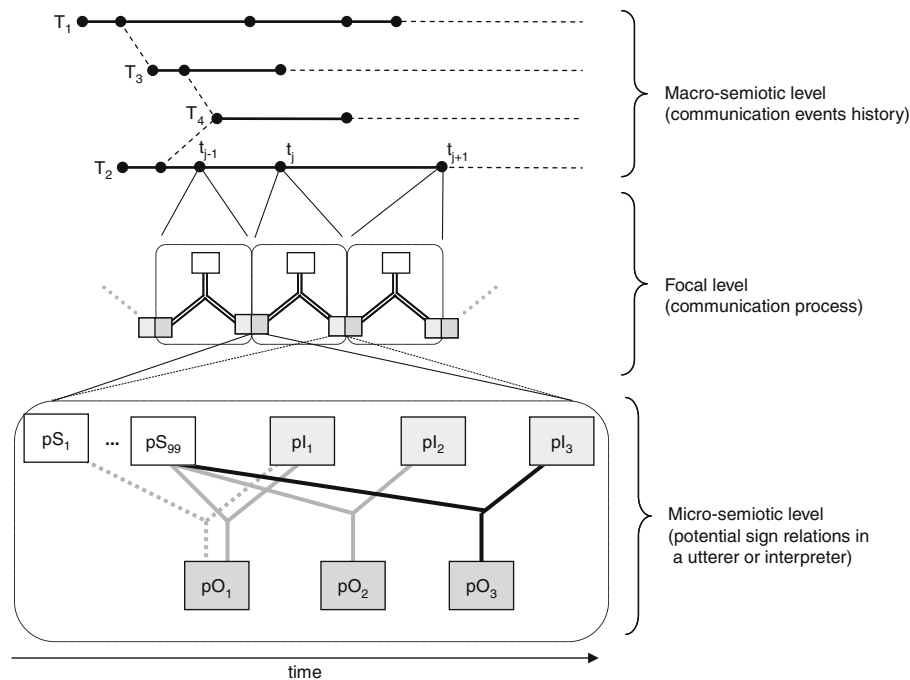 T1
T3
T4
T2
tj-1
tj
tj+1
Macro-semiotic level
(communication events history)
Focal level
(communication process)
pS1 ... pS99 pI1 pI2 pI3
pO1 pO2 pO3
Micro-semiotic level
(potential sign relations in
a utterer or interpreter)
time